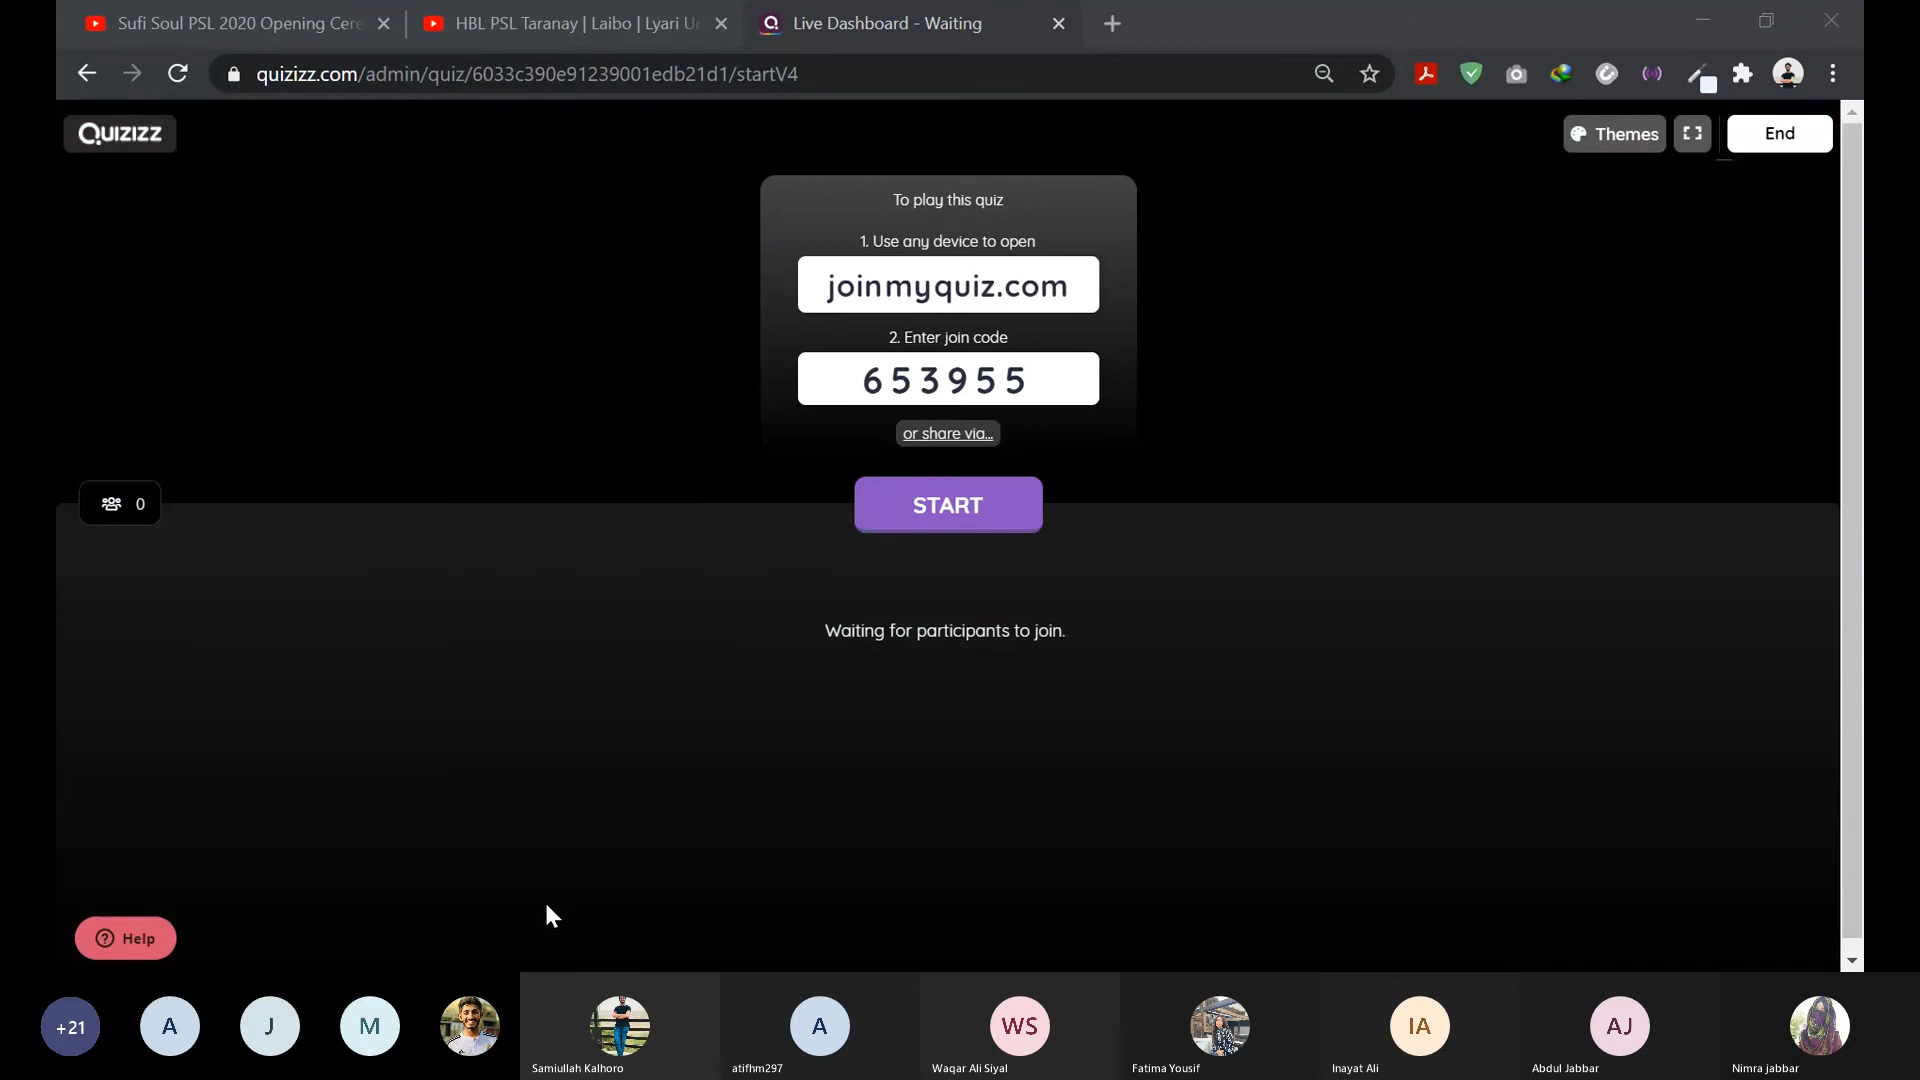 Sufi Soul PSL 2020 Opening Cere
HBL PSL Taranay | Laibo | Lyari Un
Live Dashboard - Waiting
quizizz.com/admin/quiz/6033c390e91239001edb21d1/startV4
Quizizz
Themes
End
To play this quiz
1. Use any device to open
joinmyquiz.com
2. Enter join code
653955
or share via...
0
START
Waiting for participants to join.
Help
+21
A
J
M
A
WS
IA
AJ
Samiullah Kalhoro
atifhm297
Waqar Ali Siyal
Fatima Yousif
Inayat Ali
Abdul Jabbar
Nimra jabbar